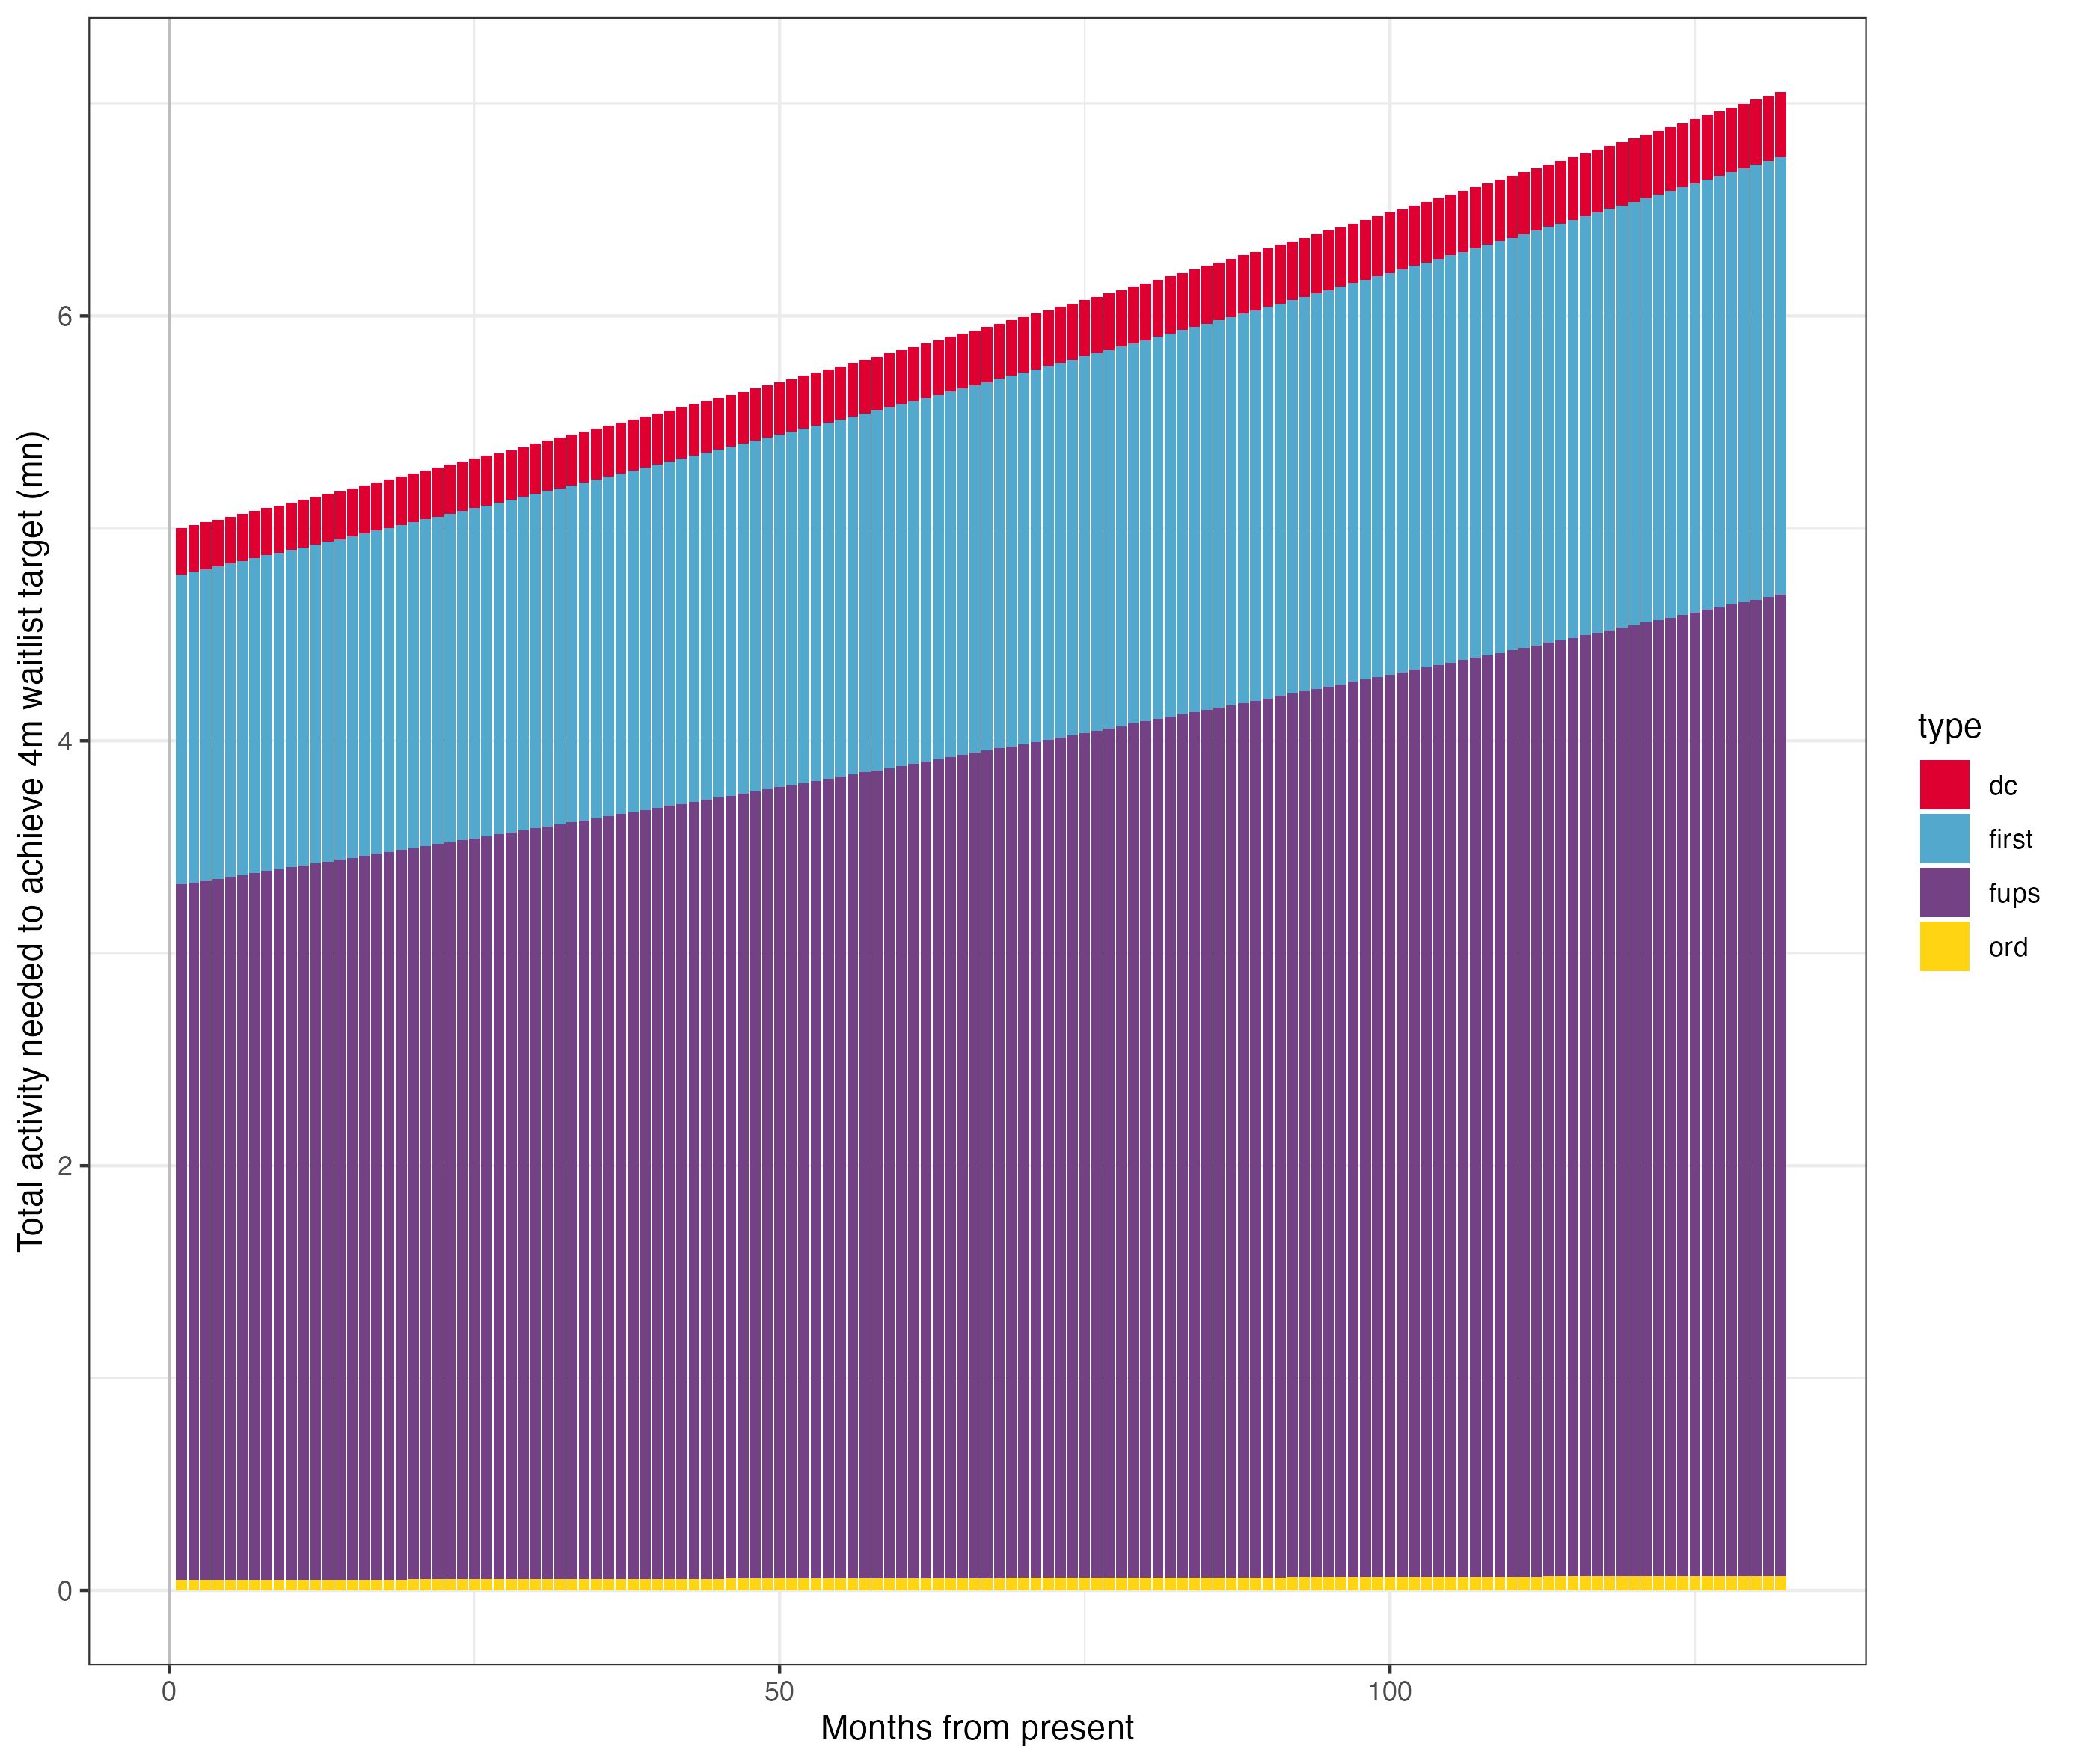 Total activity needed to achieve 4m waitlist target (mn)
6
4
2
0
0
50
100
Months from present
type
dc
first
fups
ord